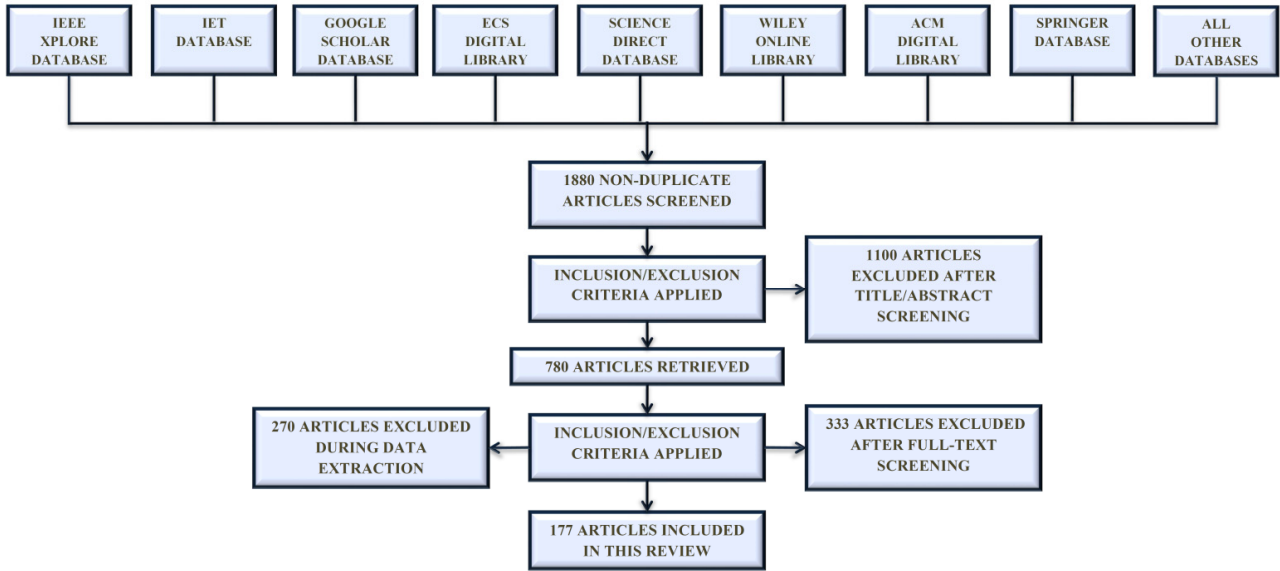 IEEE
XPLORE
DATABASE
IET
DATABASE
GOOGLE
SCHOLAR
DATABASE
ECS
DIGITAL
LIBRARY
SCIENCE
DIRECT
DATABASE
WILEY
ONLINE
LIBRARY
ACM
DIGITAL
LIBRARY
SPRINGER
DATABASE
ALL
OTHER
DATABASES
1880 NON-DUPLICATE
ARTICLES SCREENED
INCLUSION/EXCLUSION
CRITERIA APPLIED
1100 ARTICLES
EXCLUDED AFTER
TITLE/ABSTRACT
SCREENING
780 ARTICLES RETRIEVED
270 ARTICLES EXCLUDED
DURING DATA
EXTRACTION
INCLUSION/EXCLUSION
CRITERIA APPLIED
333 ARTICLES EXCLUDED
AFTER FULL-TEXT
SCREENING
177 ARTICLES INCLUDED
IN THIS REVIEW